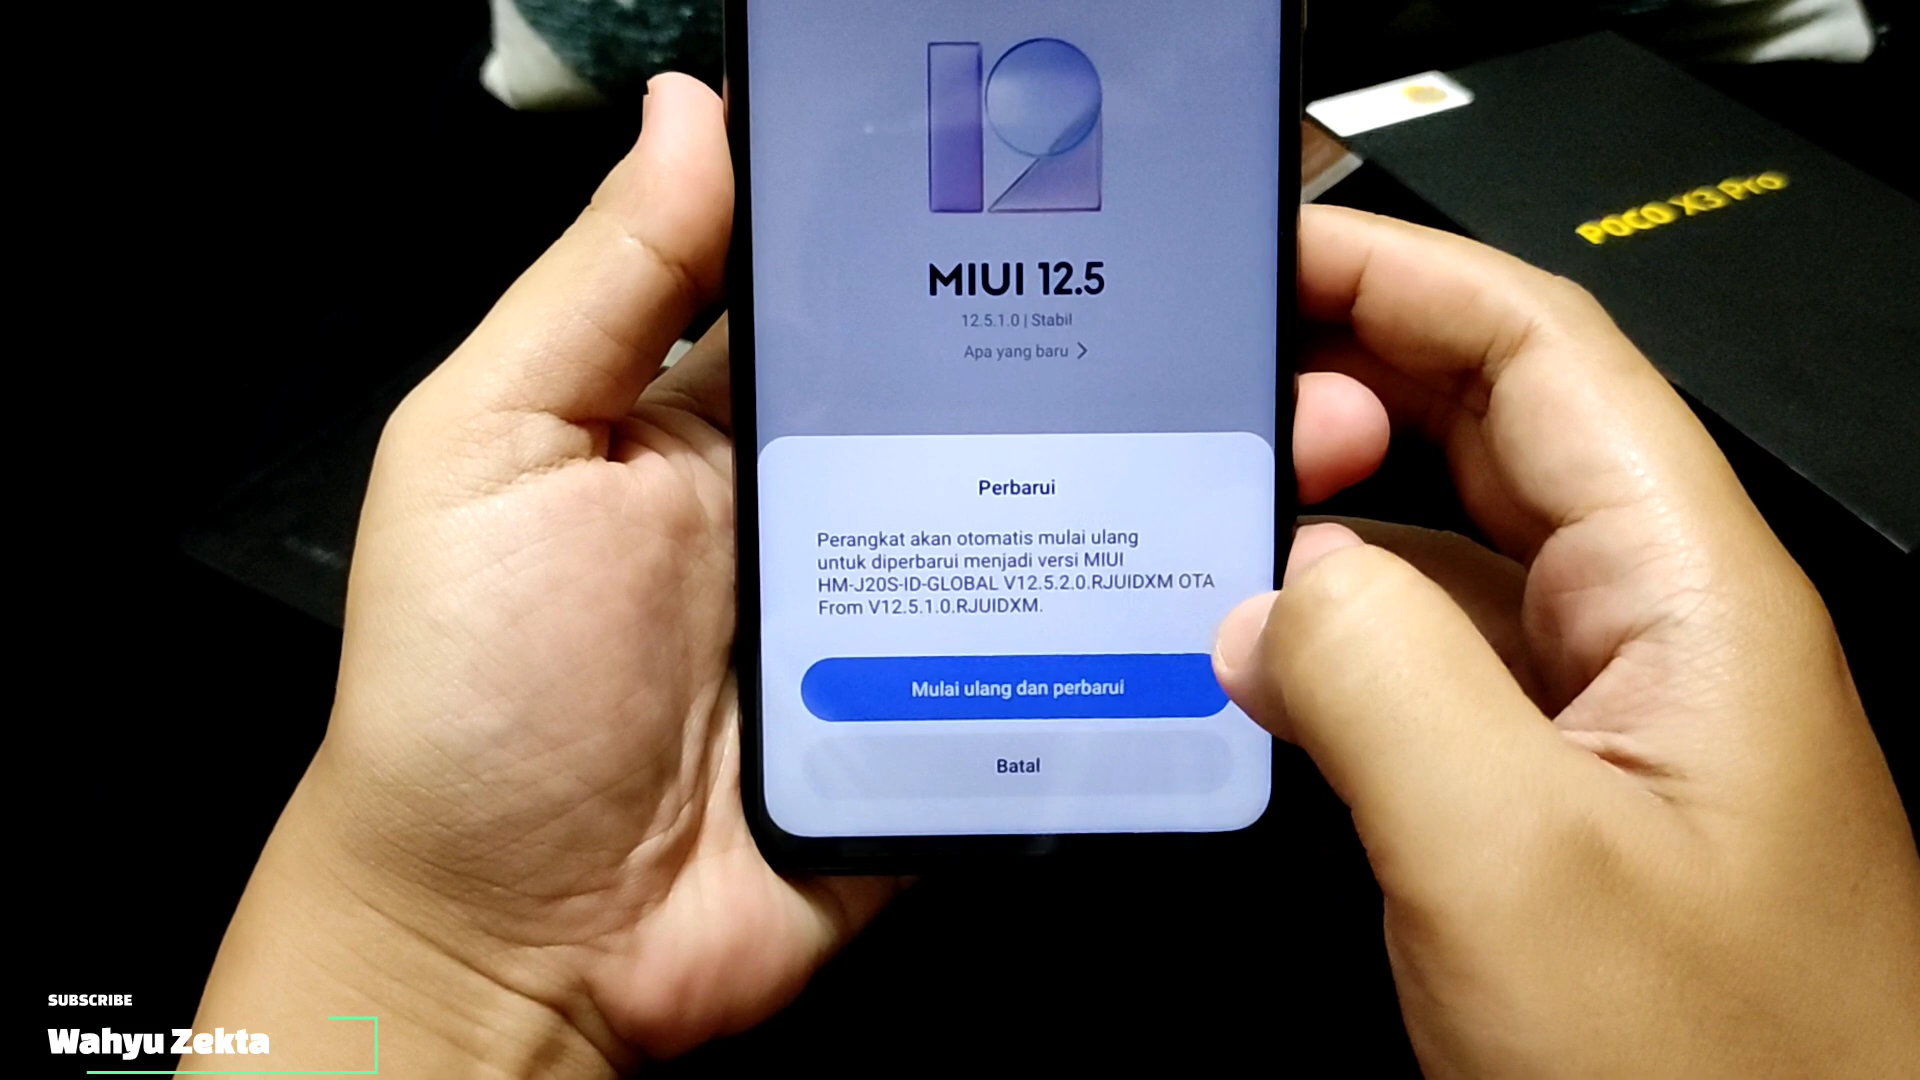 12
MIUI 12.5
12.5.1.0 | Stabil
Apa yang baru >
POCO X3 Pro
Perbarui
Perangkat akan otomatis mulai ulang
untuk diperbarui menjadi versi MIUI
HM-J20S-ID-GLOBAL V12.5.2.0.RJUIDXM OTA
From V12.5.1.0.RJUIDXM.
Mulai ulang dan perbarui
Batal
SUBSCRIBE
Wahyu Zekta